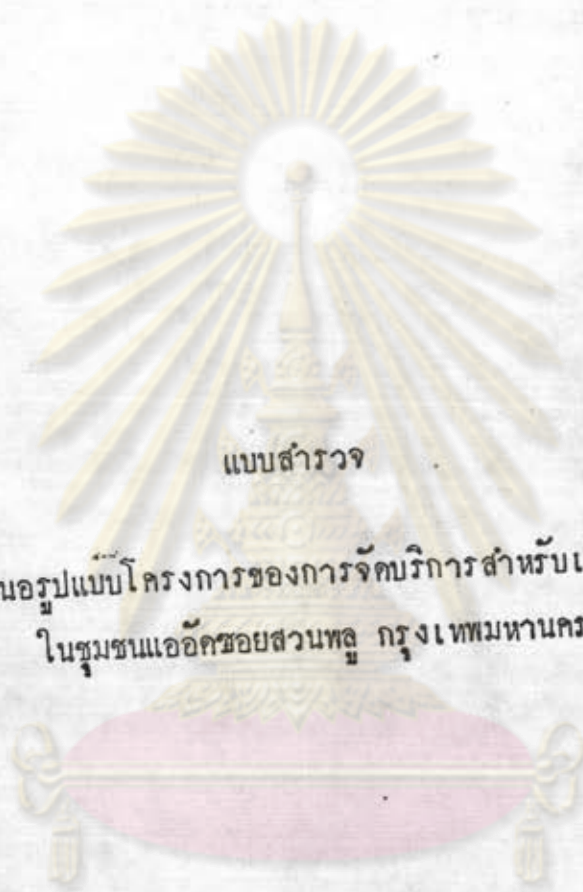 แบบสำรวจ
นอรูปแบบโครงการของการจัดบริการสำหรับเ
ในชุมชนแออัดซอยสวนพลู กรุงเทพมหานคร